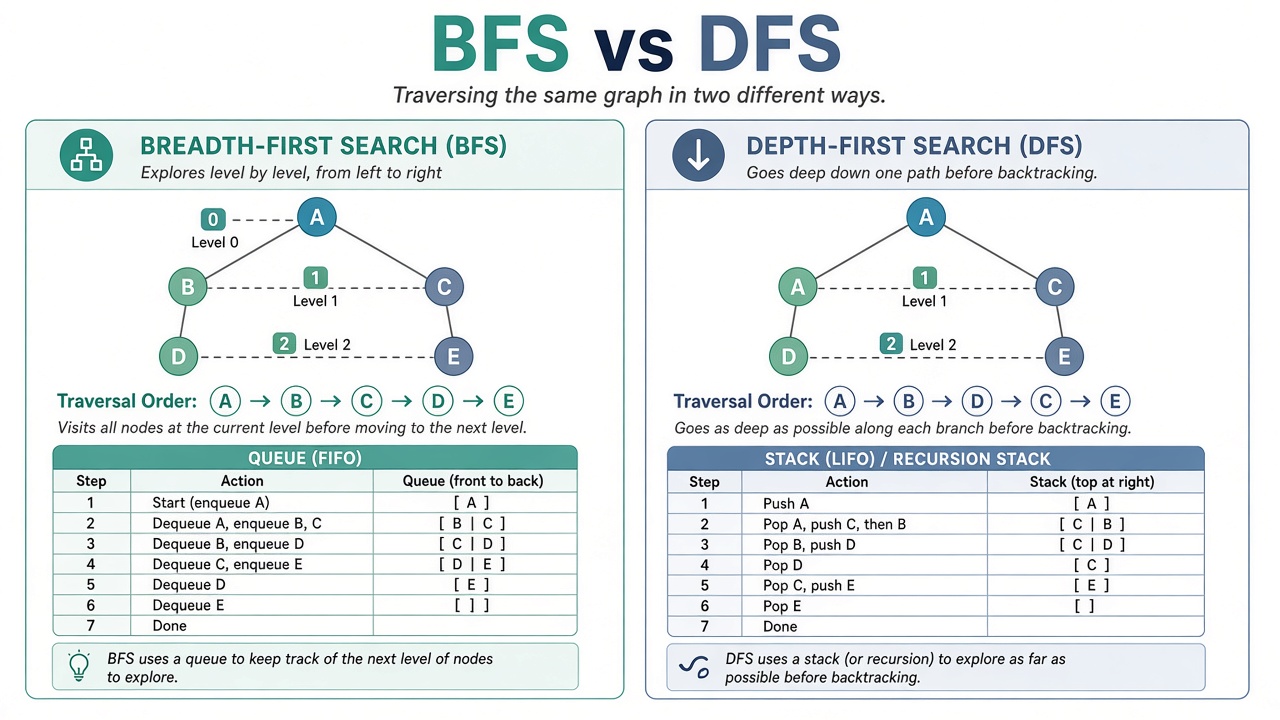 BFS vs DFS
Traversing the same graph in two different ways.
BREADTH-FIRST SEARCH (BFS)
Explores level by level, from left to right
0
A
Level 0
B
1
C
Level 1
D
2 Level 2
E
Traversal Order: A → B → C → D → E
Visits all nodes at the current level before moving to the next level.
QUEUE (FIFO)
Step Action Queue (front to back)
1 Start (enqueue A) [ A ]
2 Dequeue A, enqueue B, C [ B | C ]
3 Dequeue B, enqueue D [ C | D ]
4 Dequeue C, enqueue E [ D | E ]
5 Dequeue D [ E ]
6 Dequeue E [ ] ]
7 Done
BFS uses a queue to keep track of the next level of nodes
to explore.
DEPTH-FIRST SEARCH (DFS)
Goes deep down one path before backtracking.
A
A
1
C
Level 1
D
2 Level 2
E
Traversal Order: A → B → D → C → E
Goes as deep as possible along each branch before backtracking.
STACK (LIFO) / RECURSION STACK
Step Action Stack (top at right)
1 Push A [ A ]
2 Pop A, push C, then B [ C | B ]
3 Pop B, push D [ C | D ]
4 Pop D [ C ]
5 Pop C, push E [ E ]
6 Pop E [ ]
7 Done
DFS uses a stack (or recursion) to explore as far as
possible before backtracking.